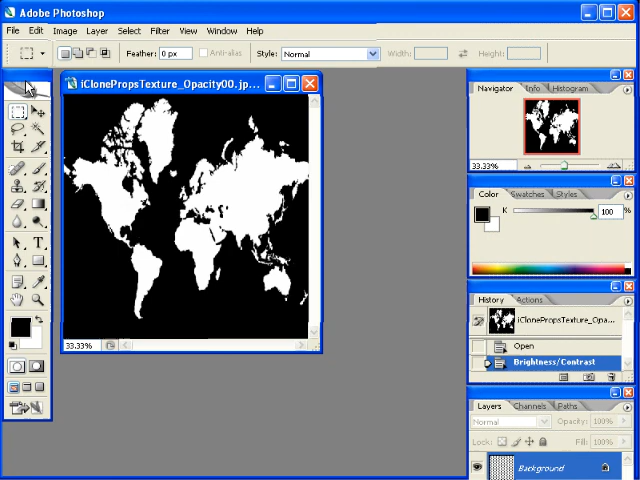 Adobe Photoshop
File Edit Image Layer Select Filter View Window Help
Feather: 0 px Anti-alias Style: Normal Width: Height:
iClonePropsTexture_Opacity00.jp...
33.33%
Navigator Info Histogram
33.33%
Color Swatches Styles
K 100 %
History Actions
iClonePropsTexture_Opa...
Open
Brightness/Contrast
Layers Channels Paths
Normal Opacity: 100%
Lock: Fill: 100%
Background